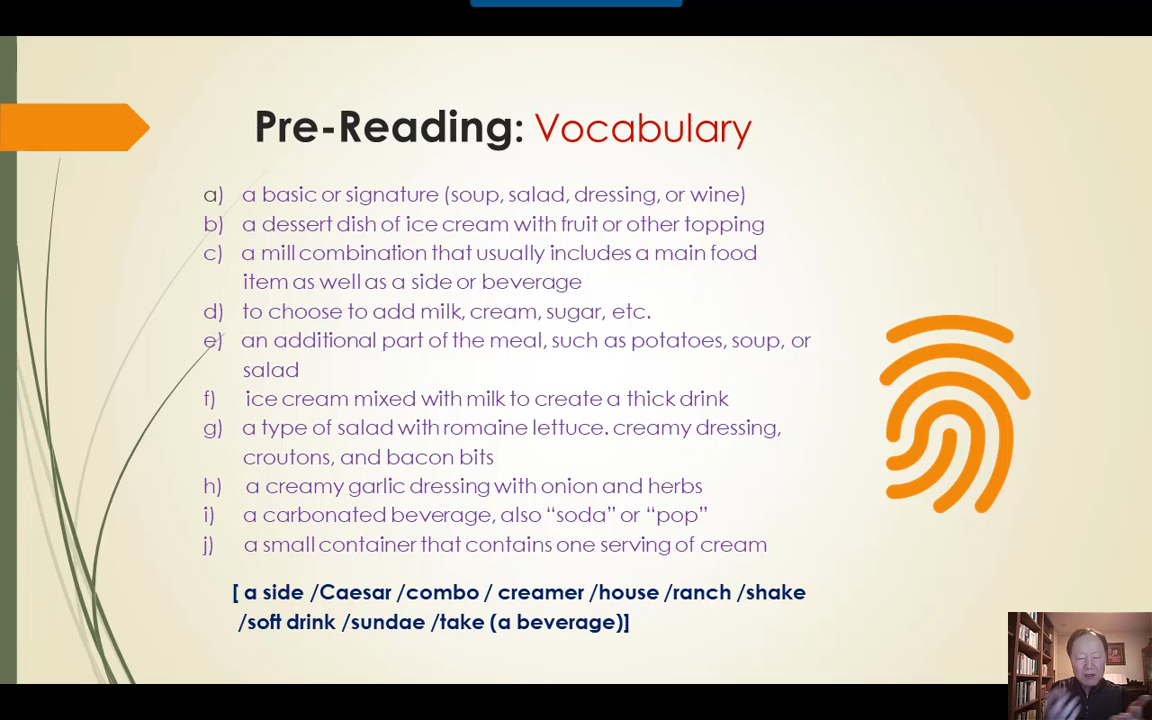 Pre-Reading: Vocabulary
a) a basic or signature (soup, salad, dressing, or wine)
b) a dessert dish of ice cream with fruit or other topping
c) a mill combination that usually includes a main food
item as well as a side or beverage
d) to choose to add milk, cream, sugar, etc.
e) an additional part of the meal, such as potatoes, soup, or
salad
f) ice cream mixed with milk to create a thick drink
g) a type of salad with romaine lettuce. creamy dressing,
croutons, and bacon bits
h) a creamy garlic dressing with onion and herbs
i) a carbonated beverage, also “soda” or “pop”
j) a small container that contains one serving of cream
[ a side /Caesar /combo / creamer /house /ranch /shake
/soft drink /sundae /take (a beverage)]